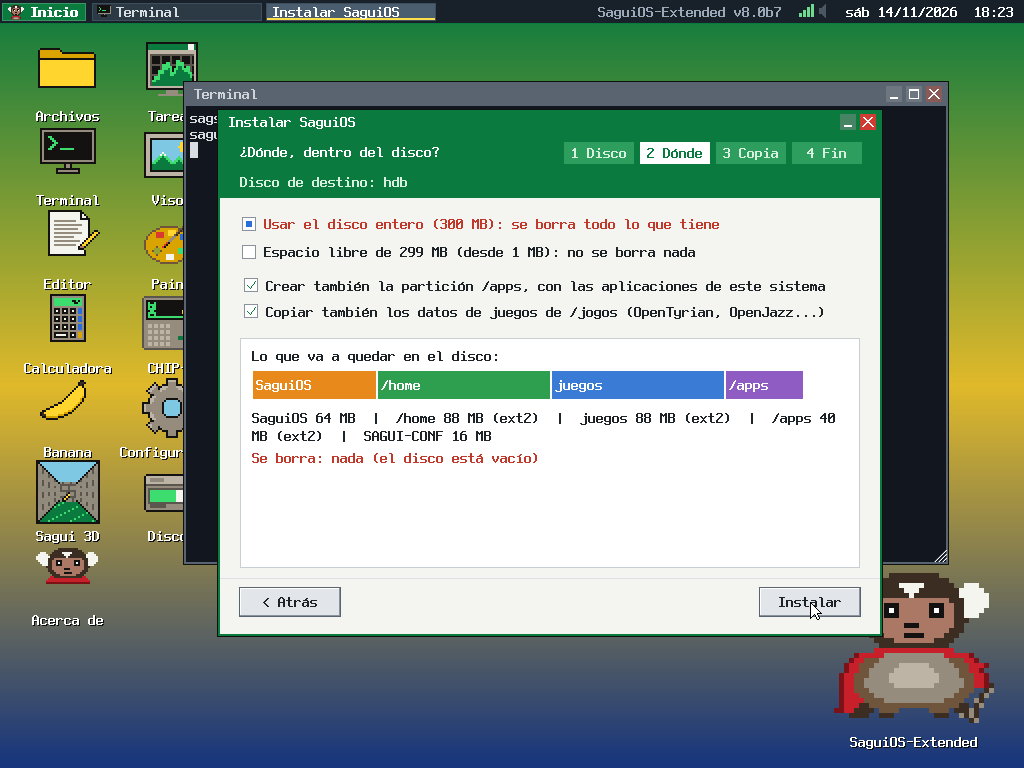 Inicio
Terminal
Instalar SaguiOS
SaguiOS-Extended v8.0b7
sáb 14/11/2026
18:23
Archivos
Terminal
Editor
Calculadora
CHIP-
Banana
Configur
Sagui 3D
Disco
Acerca de
Terminal
Instalar SaguiOS
¿Dónde, dentro del disco?
1 Disco
2 Dónde
3 Copia
4 Fin
Disco de destino: hdb
Usar el disco entero (300 MB): se borra todo lo que tiene
Espacio libre de 299 MB (desde 1 MB): no se borra nada
Crear también la partición /apps, con las aplicaciones de este sistema
Copiar también los datos de juegos de /jogos (OpenTyrian, OpenJazz...)
Lo que va a quedar en el disco:
SaguiOS
/home
juegos
/apps
SaguiOS 64 MB | /home 88 MB (ext2) | juegos 88 MB (ext2) | /apps 40
MB (ext2) | SAGUI-CONF 16 MB
Se borra: nada (el disco está vacío)
< Atrás
Instalar
SaguiOS-Extended